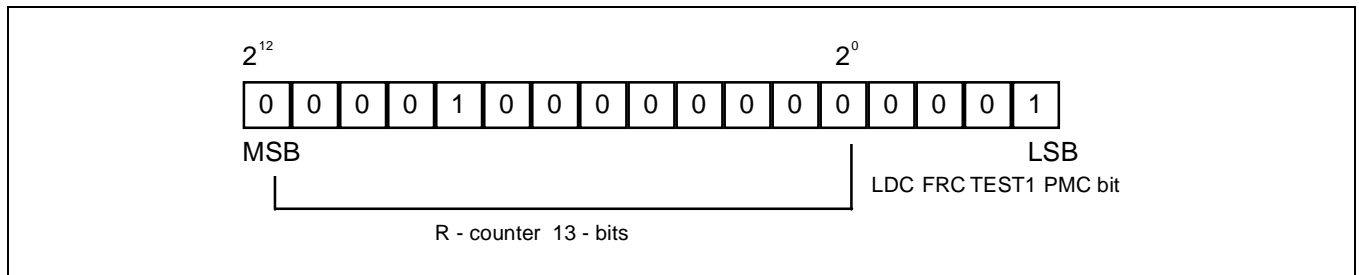 2^12 2^0
0 0 0 0 1 0 0 0 0 0 0 0 0 0 0 0 1
MSB LSB
LDC FRC TEST1 PMC bit
R - counter 13 - bits